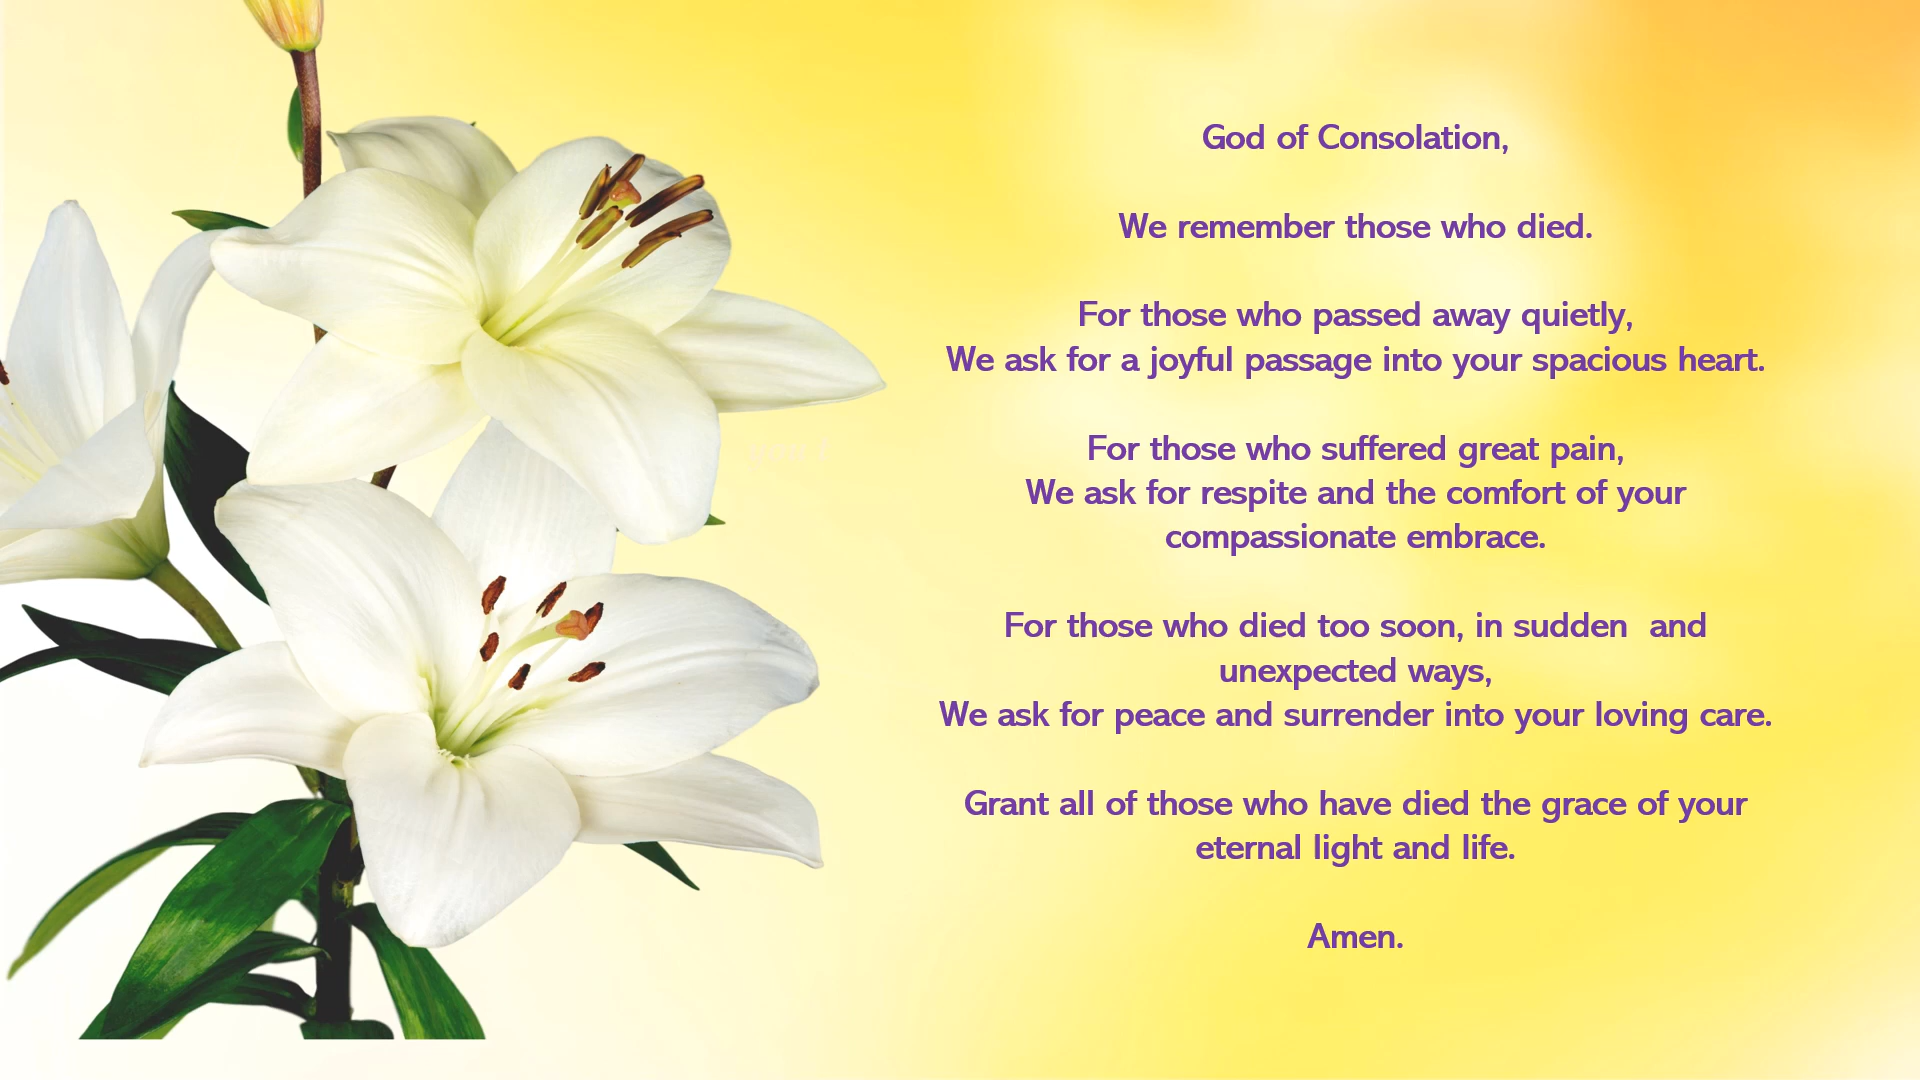 God of Consolation,
We remember those who died.
For those who passed away quietly,
We ask for a joyful passage into your spacious heart.
For those who suffered great pain,
We ask for respite and the comfort of your
compassionate embrace.
For those who died too soon, in sudden  and
unexpected ways,
We ask for peace and surrender into your loving care.
Grant all of those who have died the grace of your
eternal light and life.
Amen.